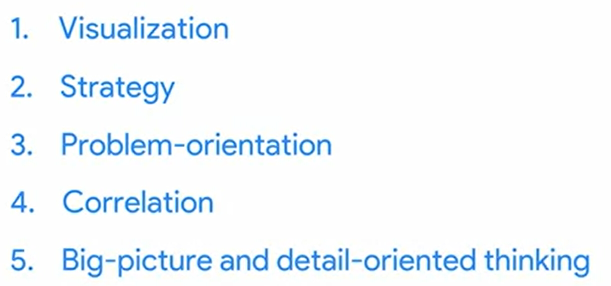 1. Visualization
2. Strategy
3. Problem-orientation
4. Correlation
5. Big-picture and detail-oriented thinking